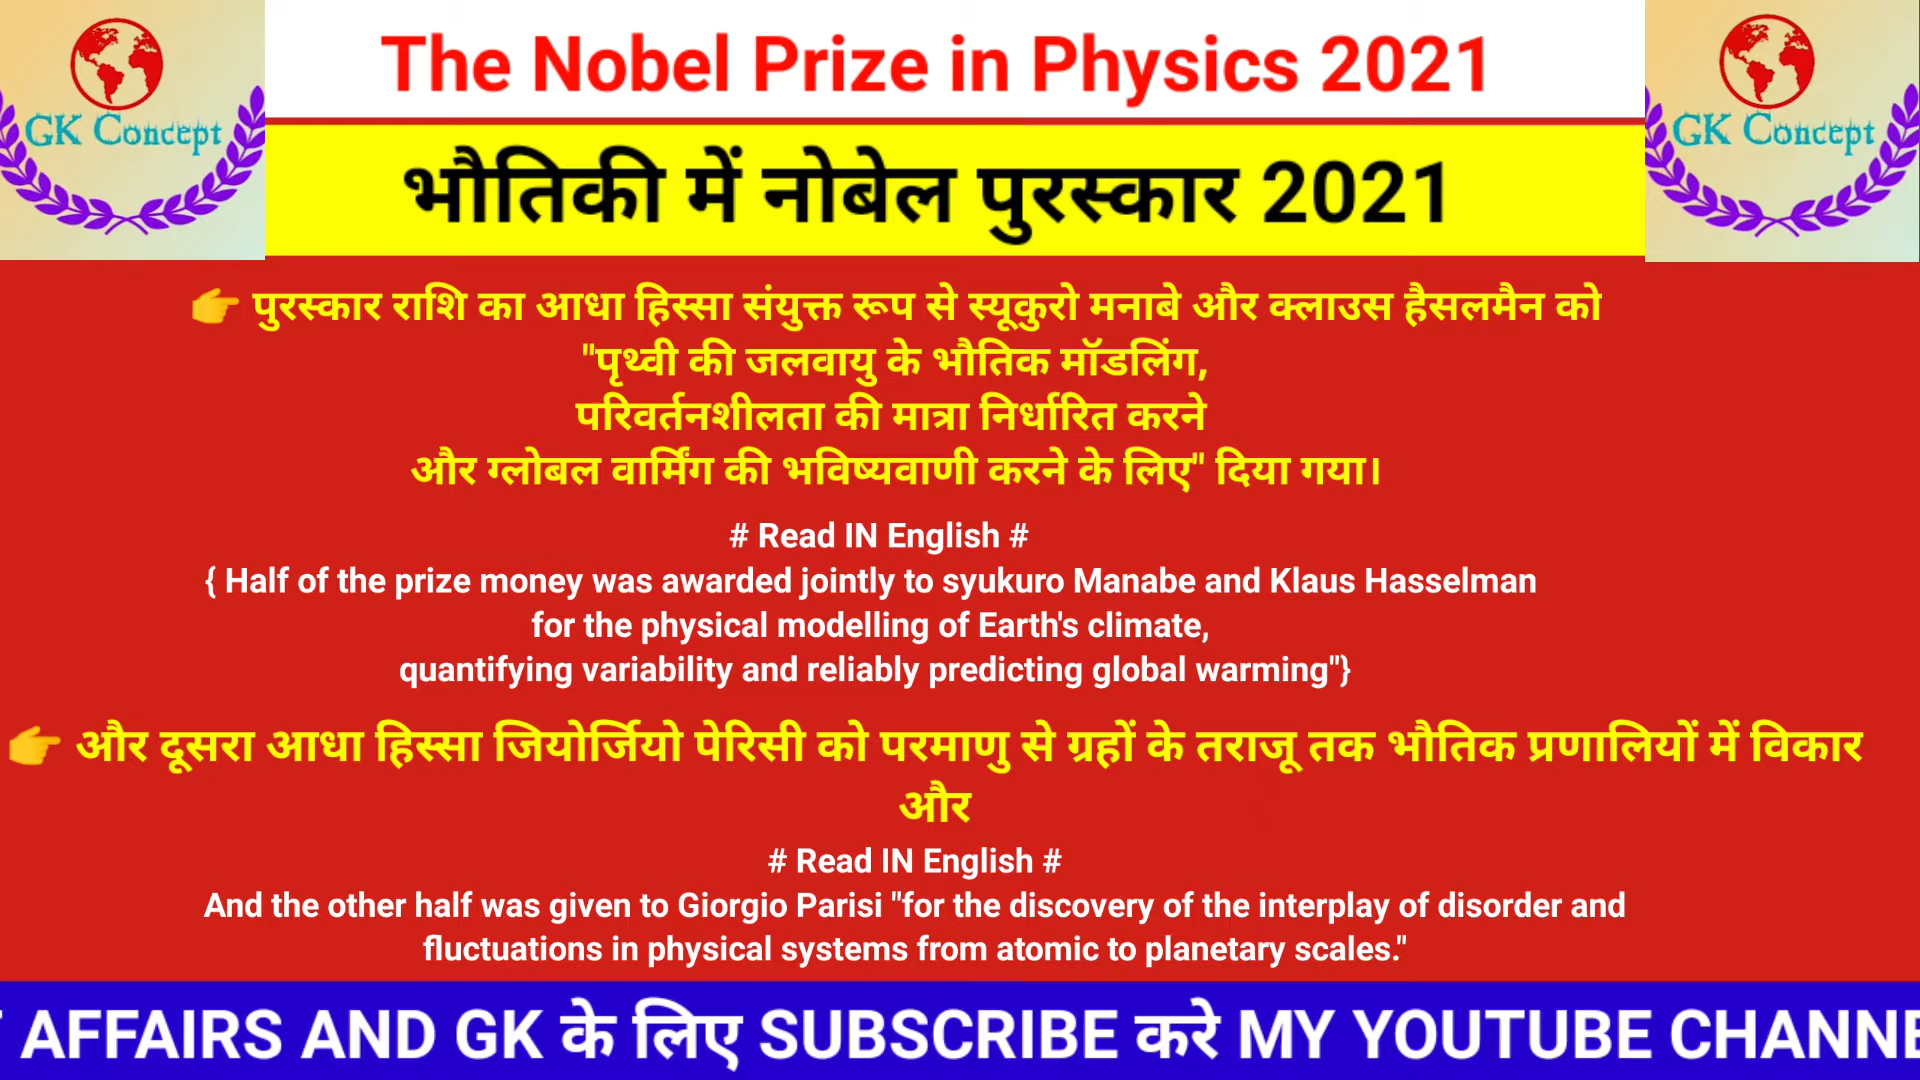 The Nobel Prize in Physics 2021
GK Concept
GK Concept
भौतिकी में नोबेल पुरस्कार 2021
👉 पुरस्कार राशि का आधा हिस्सा संयुक्त रूप से स्यूकुरो मनाबे और क्लाउस हैसलमैन को
"पृथ्वी की जलवायु के भौतिक मॉडलिंग,
परिवर्तनशीलता की मात्रा निर्धारित करने
और ग्लोबल वार्मिंग की भविष्यवाणी करने के लिए" दिया गया।
# Read IN English #
{ Half of the prize money was awarded jointly to syukuro Manabe and Klaus Hasselman
for the physical modelling of Earth's climate,
quantifying variability and reliably predicting global warming"}
👉 और दूसरा आधा हिस्सा जियोर्जियो पेरिसी को परमाणु से ग्रहों के तराजू तक भौतिक प्रणालियों में विकार
और
# Read IN English #
And the other half was given to Giorgio Parisi "for the discovery of the interplay of disorder and
fluctuations in physical systems from atomic to planetary scales."
AFFAIRS AND GK के लिए SUBSCRIBE करे MY YOUTUBE CHANNE